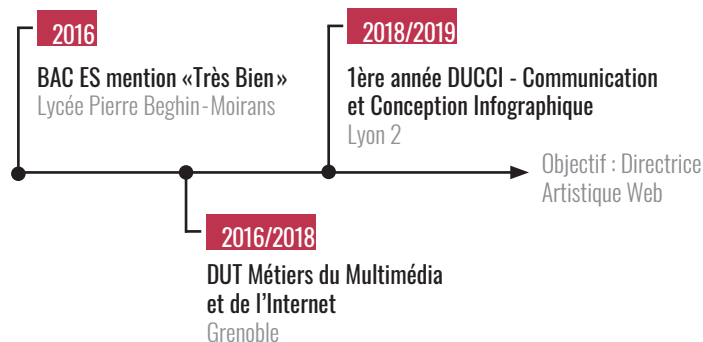 2016
BAC ES mention «Très Bien»
Lycée Pierre Beghin-Moirans
2018/2019
1ère année DUCCI - Communication
et Conception Infographique
Lyon 2
Objectif : Directrice
Artistique Web
2016/2018
DUT Métiers du Multimédia
et de l'Internet
Grenoble